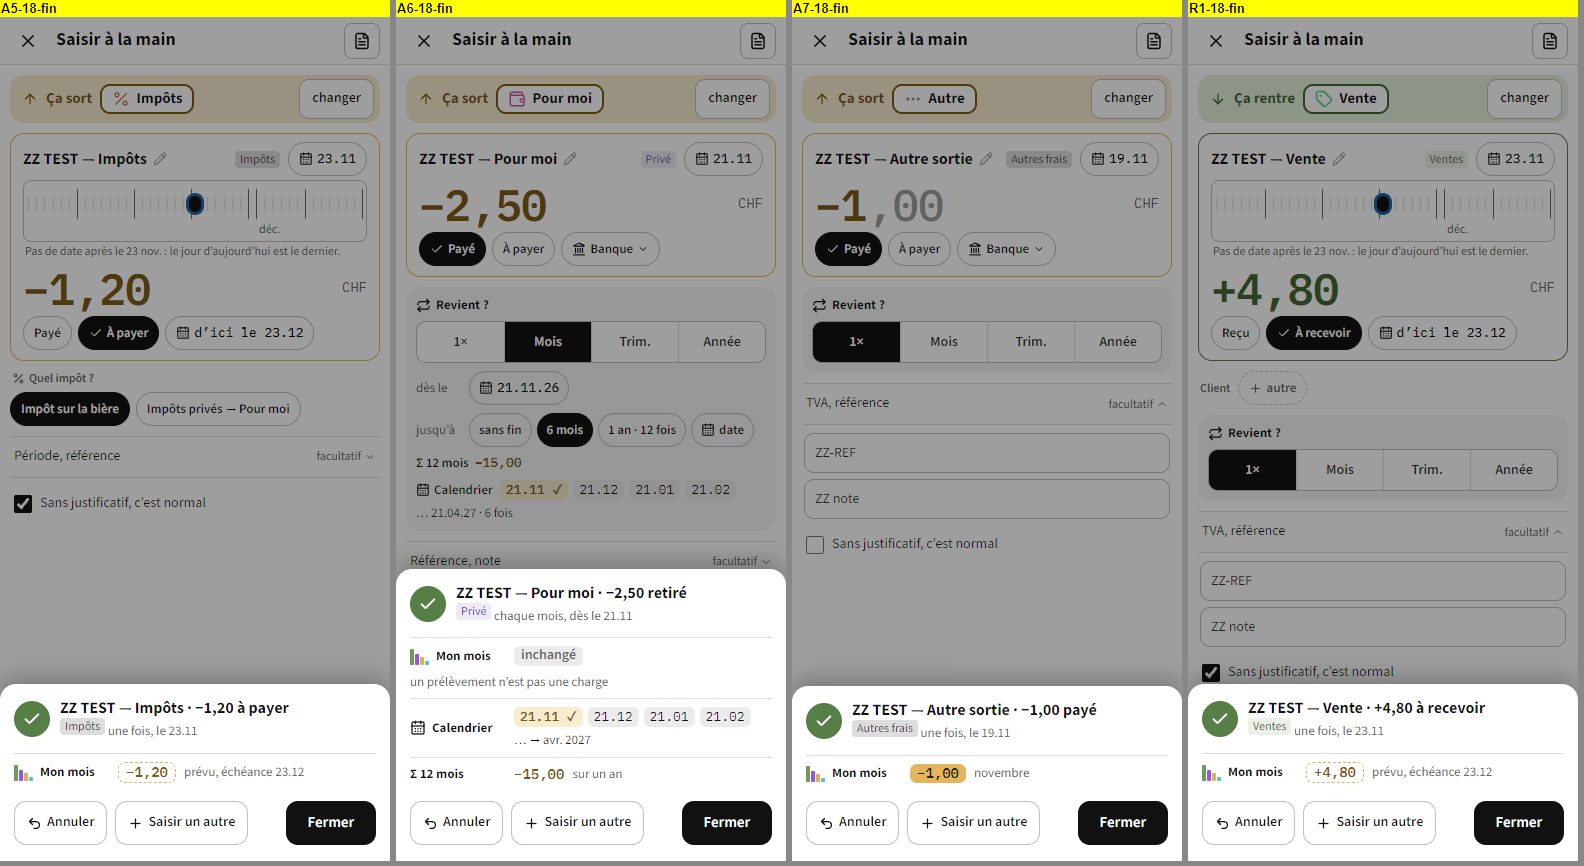 A5-18-fin
Saisir à la main
Ça sort
Impôts
changer
ZZ TEST — Impôts
Impôts
23.11
déc.
Pas de date après le 23 nov. : le jour d’aujourd’hui est le dernier.
−1,20
CHF
Payé
À payer
d’ici le 23.12
Quel impôt ?
Impôt sur la bière
Impôts privés → Pour moi
Période, référence
facultatif
Sans justificatif, c’est normal
ZZ TEST — Impôts · −1,20 à payer
Impôts une fois, le 23.11
Mon mois −1,20 prévu, échéance 23.12
Annuler
Saisir un autre
Fermer
A6-18-fin
Saisir à la main
Ça sort
Pour moi
changer
ZZ TEST — Pour moi
Privé
21.11
−2,50
CHF
Payé
À payer
Banque
Revient ?
1×
Mois
Trim.
Année
dès le
21.11.26
jusqu’à
sans fin
6 mois
1 an · 12 fois
date
Σ 12 mois −15,00
Calendrier 21.11 ✓ 21.12 21.01 21.02
… 21.04.27 · 6 fois
Référence, note
facultatif
ZZ TEST — Pour moi · −2,50 retiré
Privé chaque mois, dès le 21.11
Mon mois inchangé
un prélèvement n’est pas une charge
Calendrier 21.11 ✓ 21.12 21.01 21.02
… → avr. 2027
Σ 12 mois −15,00 sur un an
Annuler
Saisir un autre
Fermer
A7-18-fin
Saisir à la main
Ça sort
Autre
changer
ZZ TEST — Autre sortie
Autres frais
19.11
−1,00
CHF
Payé
À payer
Banque
Revient ?
1×
Mois
Trim.
Année
TVA, référence
facultatif
ZZ-REF
ZZ note
Sans justificatif, c’est normal
ZZ TEST — Autre sortie · −1,00 payé
Autres frais une fois, le 19.11
Mon mois −1,00 novembre
Annuler
Saisir un autre
Fermer
R1-18-fin
Saisir à la main
Ça rentre
Vente
changer
ZZ TEST — Vente
Ventes
23.11
déc.
Pas de date après le 23 nov. : le jour d’aujourd’hui est le dernier.
+4,80
CHF
Reçu
À recevoir
d’ici le 23.12
Client
+ autre
Revient ?
1×
Mois
Trim.
Année
TVA, référence
facultatif
ZZ-REF
ZZ note
Sans justificatif, c’est normal
ZZ TEST — Vente · +4,80 à recevoir
Ventes une fois, le 23.11
Mon mois +4,80 prévu, échéance 23.12
Annuler
Saisir un autre
Fermer